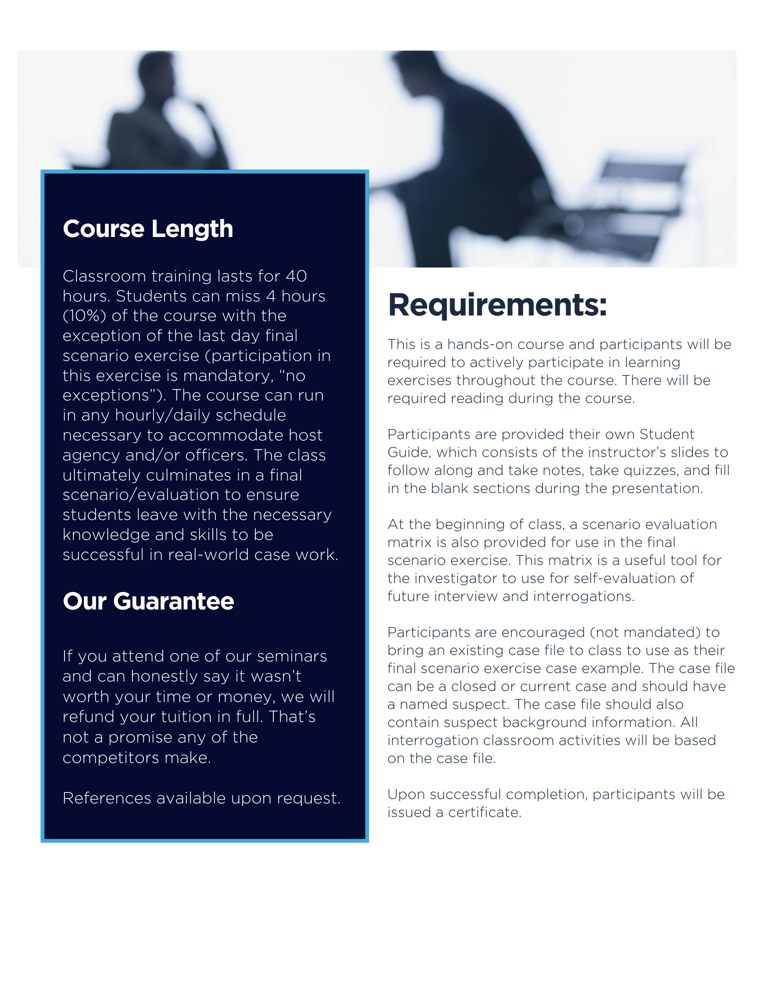 Course Length
Classroom training lasts for 40
hours. Students can miss 4 hours
(10%) of the course with the
exception of the last day final
scenario exercise (participation in
this exercise is mandatory, “no
exceptions”). The course can run
in any hourly/daily schedule
necessary to accommodate host
agency and/or officers. The class
ultimately culminates in a final
scenario/evaluation to ensure
students leave with the necessary
knowledge and skills to be
successful in real-world case work.
Our Guarantee
If you attend one of our seminars
and can honestly say it wasn’t
worth your time or money, we will
refund your tuition in full. That’s
not a promise any of the
competitors make.
References available upon request.
Requirements:
This is a hands-on course and participants will be
required to actively participate in learning
exercises throughout the course. There will be
required reading during the course.
Participants are provided their own Student
Guide, which consists of the instructor’s slides to
follow along and take notes, take quizzes, and fill
in the blank sections during the presentation.
At the beginning of class, a scenario evaluation
matrix is also provided for use in the final
scenario exercise. This matrix is a useful tool for
the investigator to use for self-evaluation of
future interview and interrogations.
Participants are encouraged (not mandated) to
bring an existing case file to class to use as their
final scenario exercise case example. The case file
can be a closed or current case and should have
a named suspect. The case file should also
contain suspect background information. All
interrogation classroom activities will be based
on the case file.
Upon successful completion, participants will be
issued a certificate.